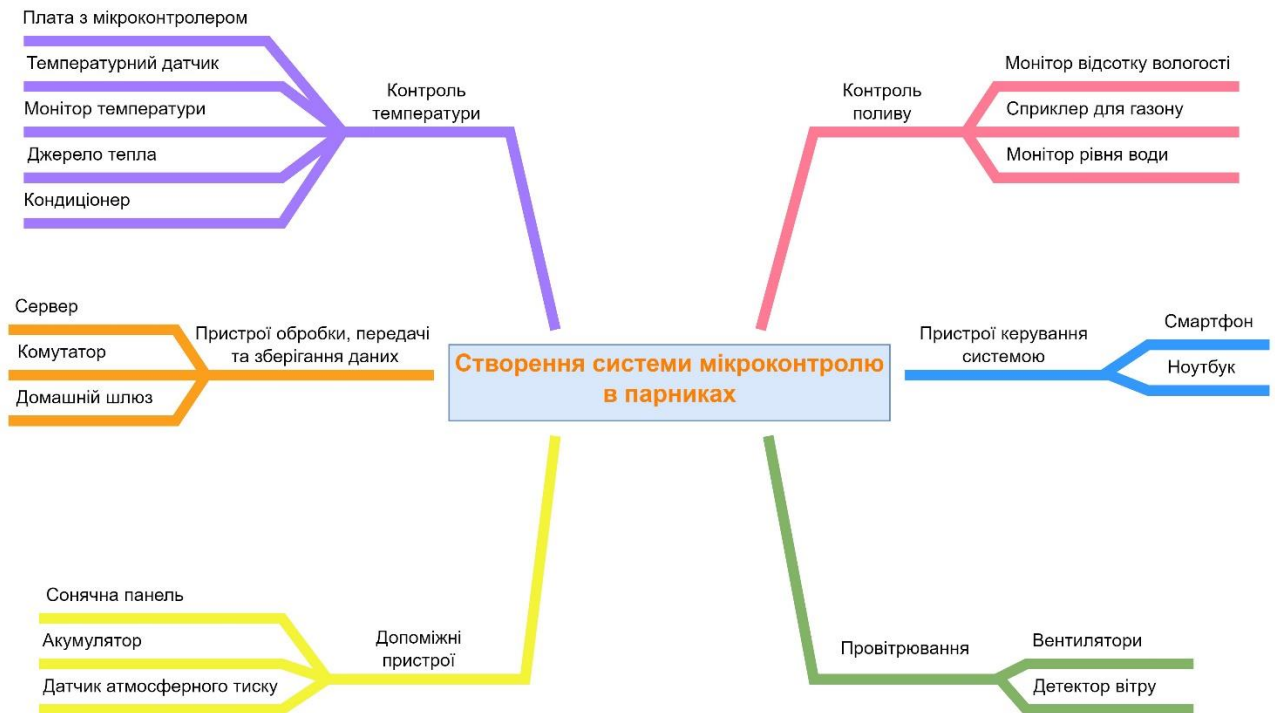 Плата з мікроконтролером
Температурний датчик
Монітор температури
Джерело тепла
Кондиціонер
Контроль
температури
Контроль
поливу
Монітор відсотку вологості
Сприклер для газону
Монітор рівня води
Сервер
Комутатор
Домашній шлюз
Пристрої обробки, передачі
та зберігання даних
Створення системи мікроконтролю
в парниках
Пристрої керування
системою
Смартфон
Ноутбук
Сонячна панель
Акумулятор
Датчик атмосферного тиску
Допоміжні
пристрої
Провітрювання
Вентилятори
Детектор вітру